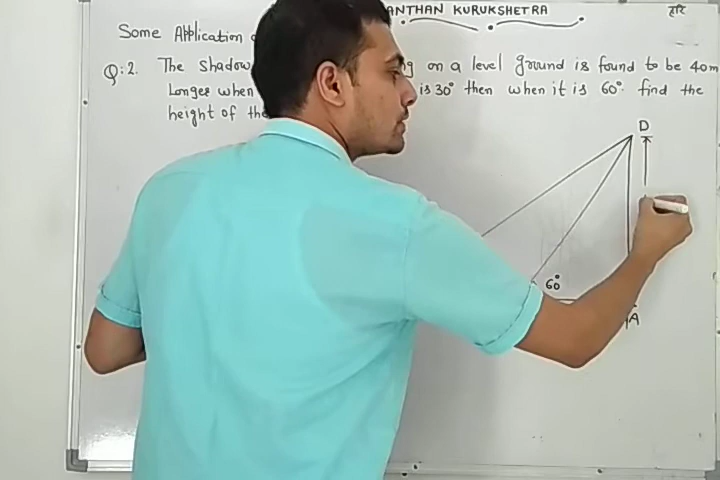 ANTHAN KURUKSHETRA
हरि
Some Application
Q:2. The Shadow g on a level ground is found to be 40m
Longer when is 30° then when it is 60°. find the
height of the
D
60°
A